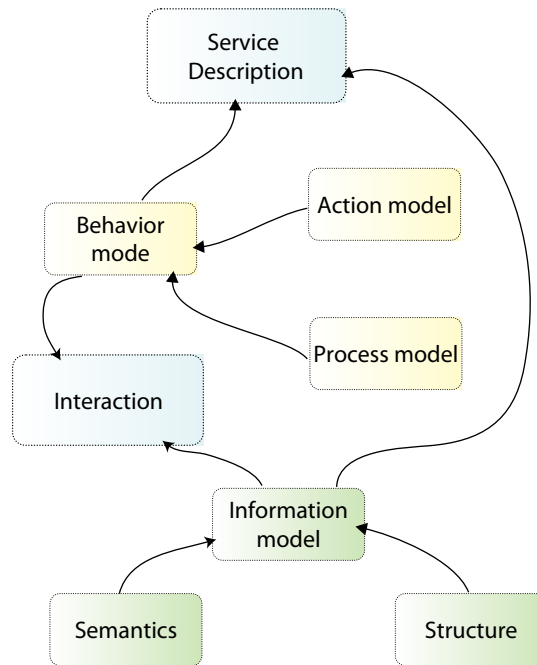 Service
Description
Action model
Behavior
mode
Process model
Interaction
Information
model
Semantics
Structure